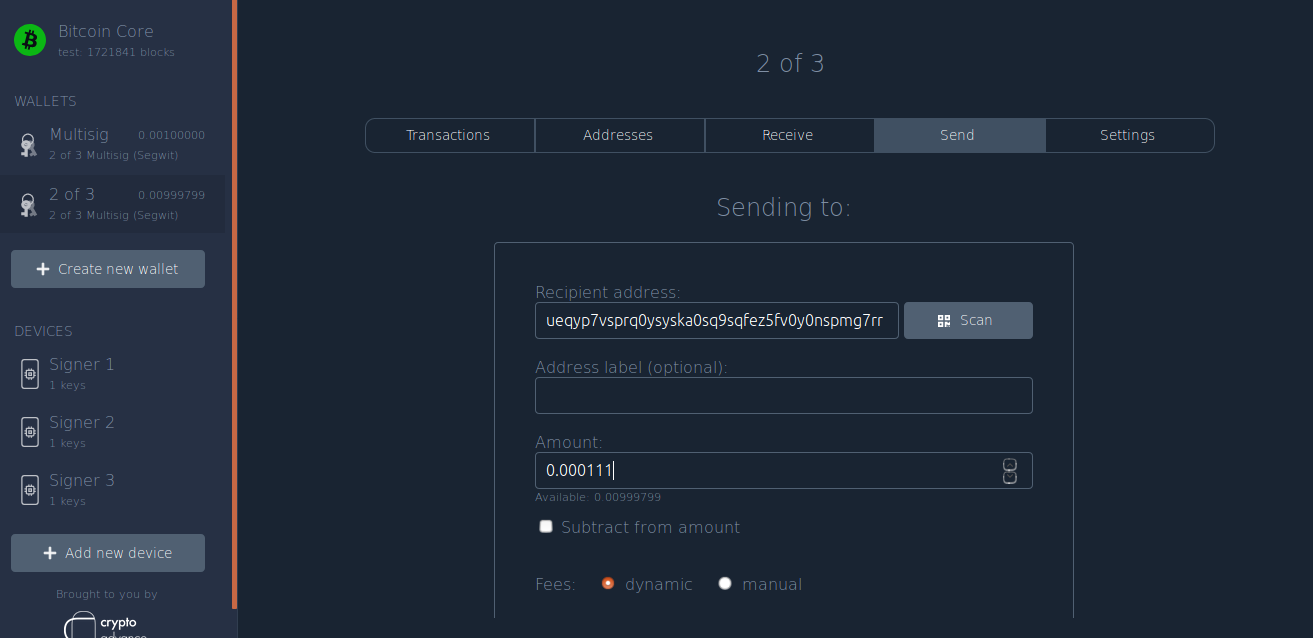 Bitcoin Core
test: 1721841 blocks
WALLETS
Multisig 0.00100000
2 of 3 Multisig (Segwit)
2 of 3 0.00999799
2 of 3 Multisig (Segwit)
Create new wallet
DEVICES
Signer 1
1 keys
Signer 2
1 keys
Signer 3
1 keys
Add new device
Brought to you by
crypto
advance
2 of 3
Transactions Addresses Receive Send Settings
Sending to:
Recipient address:
ueqyp7vsprq0ysyska0sq9sqfez5fv0y0nspmg7rr Scan
Address label (optional):
Amount:
0.000111
Available: 0.00999799
Subtract from amount
Fees: dynamic manual